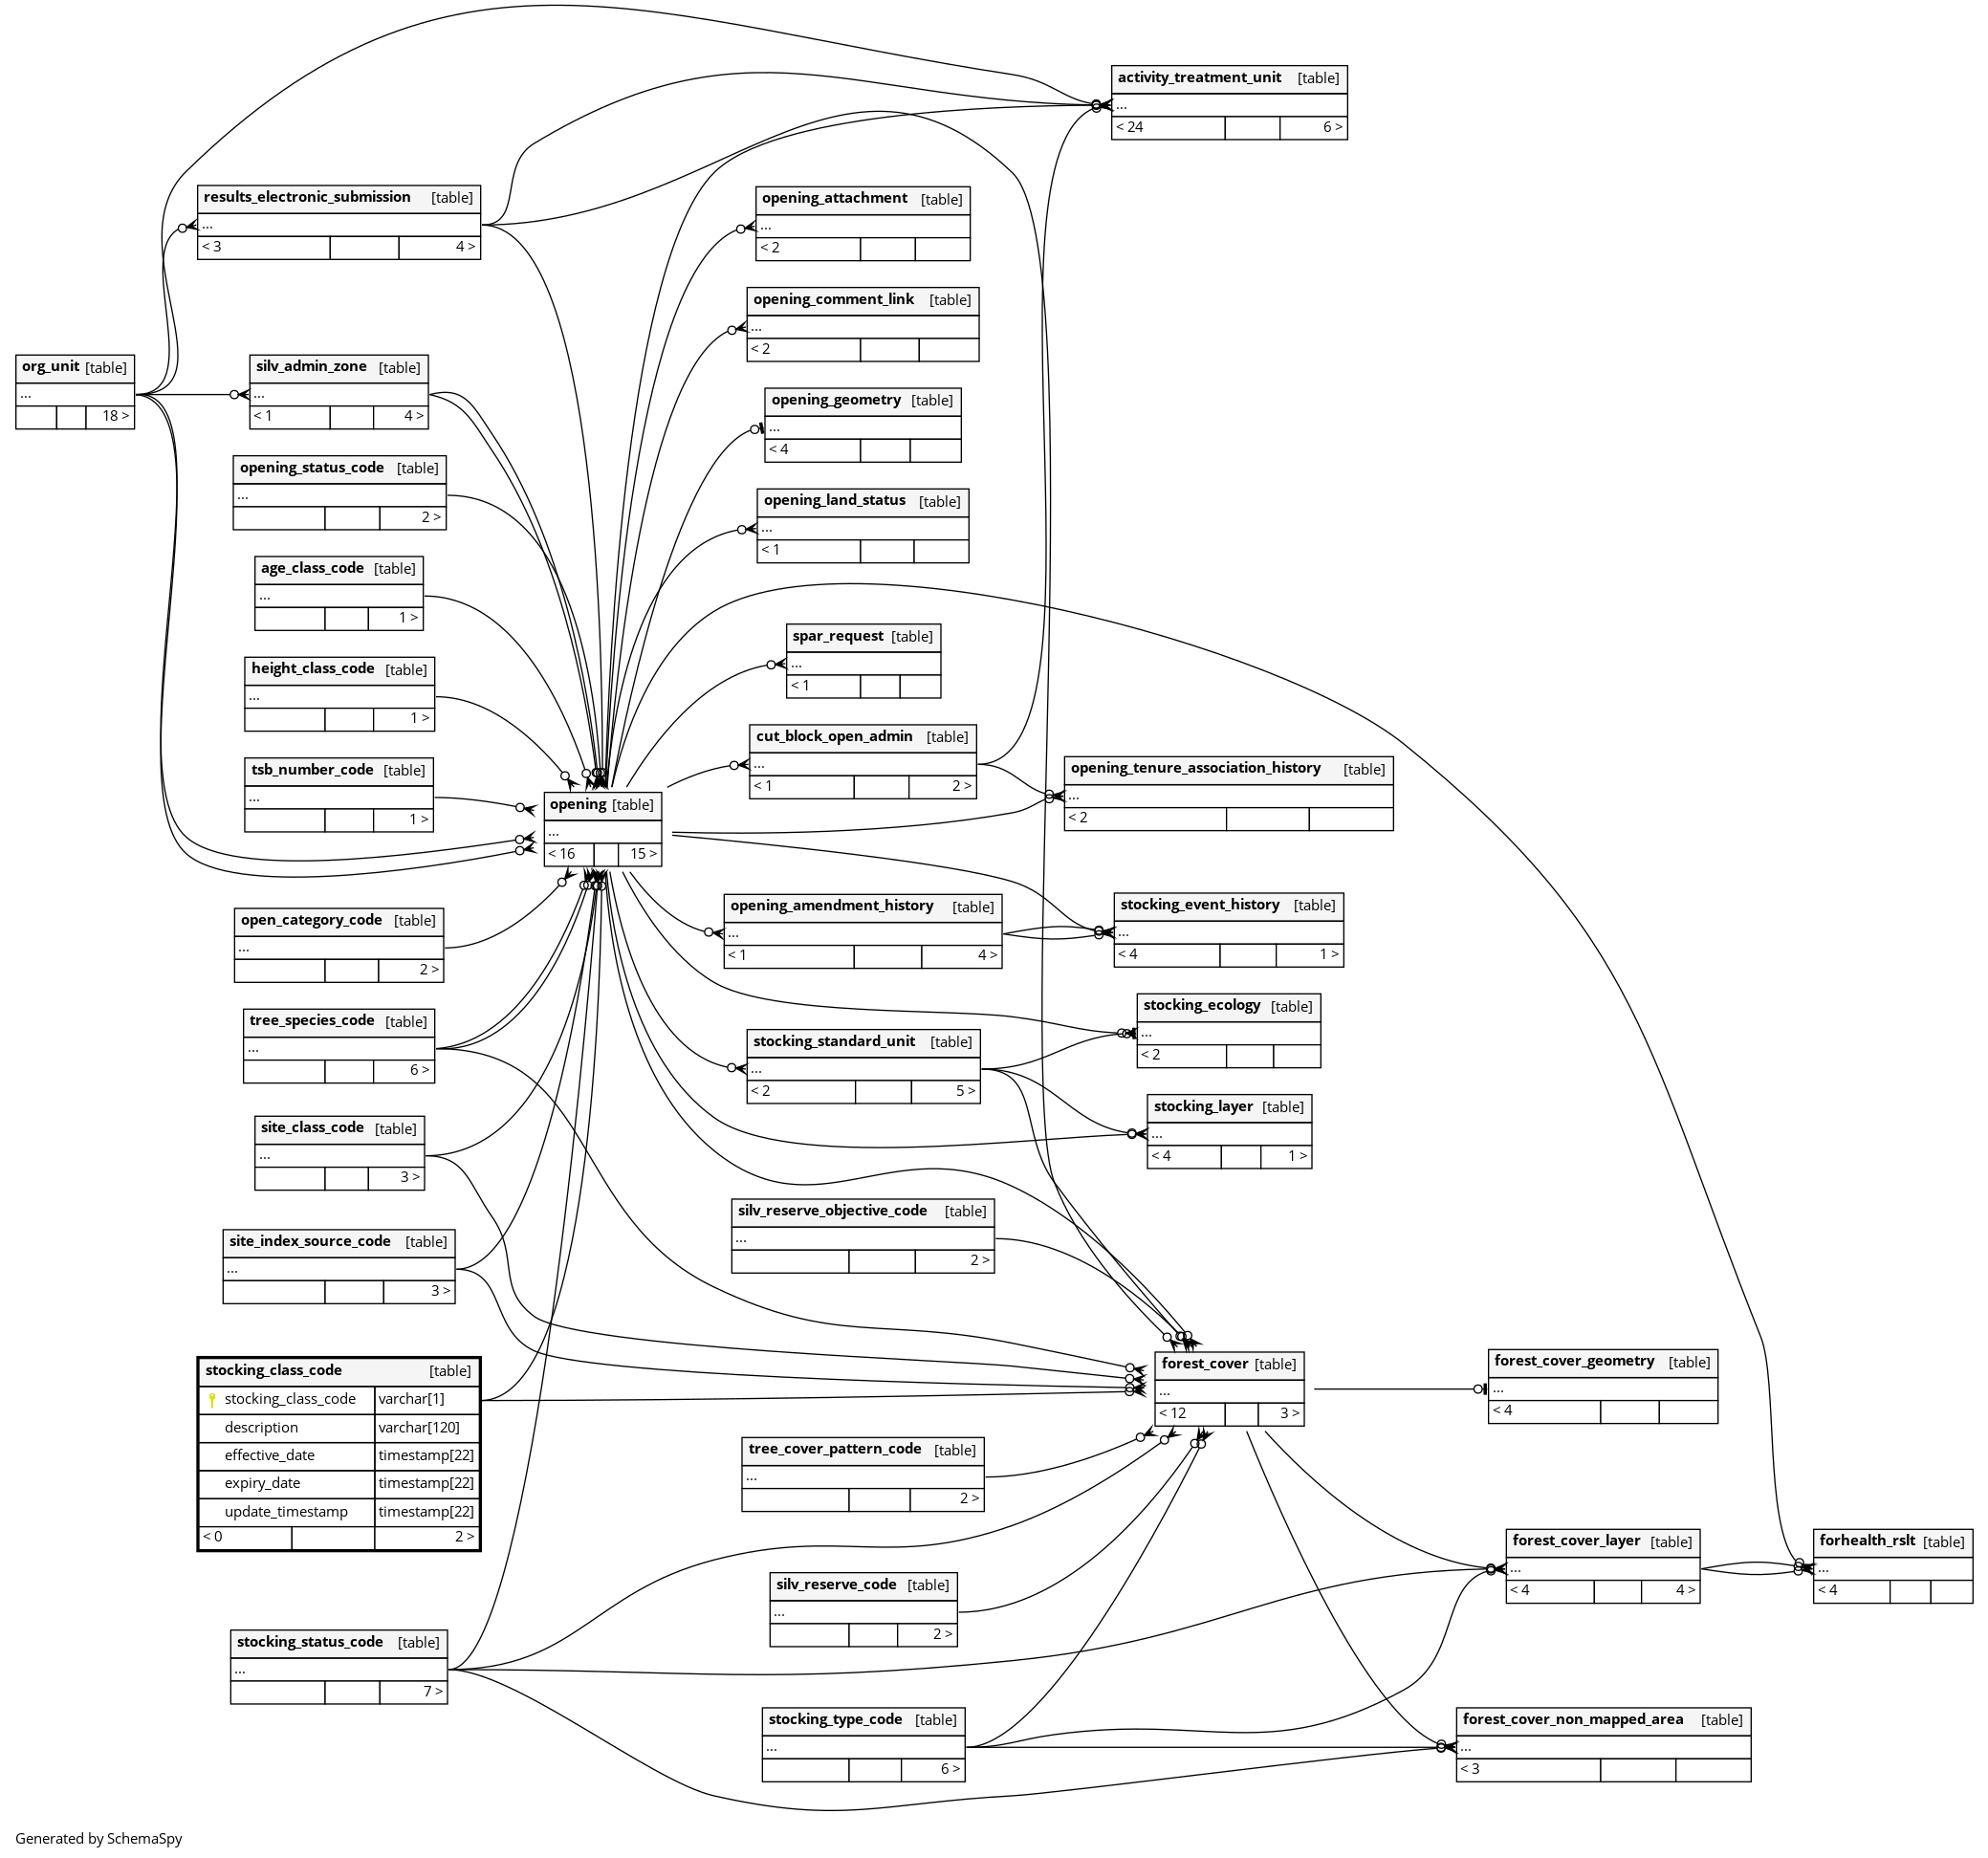 activity_treatment_unit [table]
...
< 24 6 >
results_electronic_submission [table]
...
< 3 4 >
opening_attachment [table]
...
< 2
opening_comment_link [table]
...
< 2
org_unit [table]
...
18 >
silv_admin_zone [table]
...
< 1 4 >
opening_geometry [table]
...
< 4
opening_status_code [table]
...
2 >
opening_land_status [table]
...
< 1
age_class_code [table]
...
1 >
spar_request [table]
...
< 1
height_class_code [table]
...
1 >
cut_block_open_admin [table]
...
< 1 2 >
opening_tenure_association_history [table]
...
< 2
tsb_number_code [table]
...
1 >
opening [table]
...
< 16 15 >
opening_amendment_history [table]
...
< 1 4 >
stocking_event_history [table]
...
< 4 1 >
open_category_code [table]
...
2 >
stocking_ecology [table]
...
< 2
tree_species_code [table]
...
6 >
stocking_standard_unit [table]
...
< 2 5 >
stocking_layer [table]
...
< 4 1 >
site_class_code [table]
...
3 >
silv_reserve_objective_code [table]
...
2 >
site_index_source_code [table]
...
3 >
forest_cover [table]
...
< 12 3 >
forest_cover_geometry [table]
...
< 4
stocking_class_code [table]
stocking_class_code varchar[1]
description varchar[120]
effective_date timestamp[22]
expiry_date timestamp[22]
update_timestamp timestamp[22]
< 0 2 >
tree_cover_pattern_code [table]
...
2 >
forest_cover_layer [table]
...
< 4 4 >
forhealth_rslt [table]
...
< 4
silv_reserve_code [table]
...
2 >
stocking_status_code [table]
...
7 >
stocking_type_code [table]
...
6 >
forest_cover_non_mapped_area [table]
...
< 3
Generated by SchemaSpy